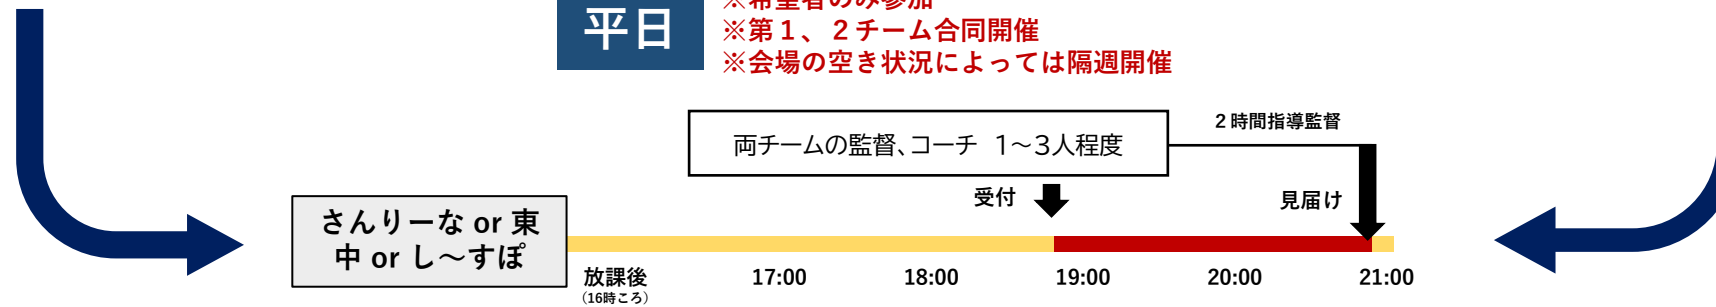 ※希望者のみ参加
平日
※第１、２チーム合同開催
※会場の空き状況によっては隔週開催
両チームの監督、コーチ　１～３人程度
２時間指導監督
受付
見届け
さんりーな or 東
中 or し～すぽ
放課後
（16時ころ）
17:00
18:00
19:00
20:00
21:00